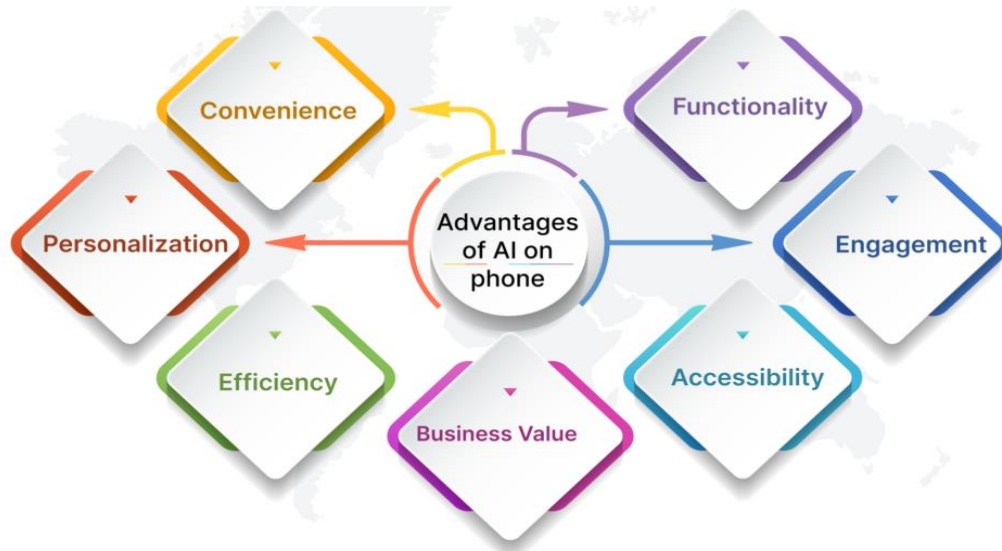 Convenience
Functionality
Personalization
Advantages
of AI on
phone
Engagement
Efficiency
Accessibility
Business Value